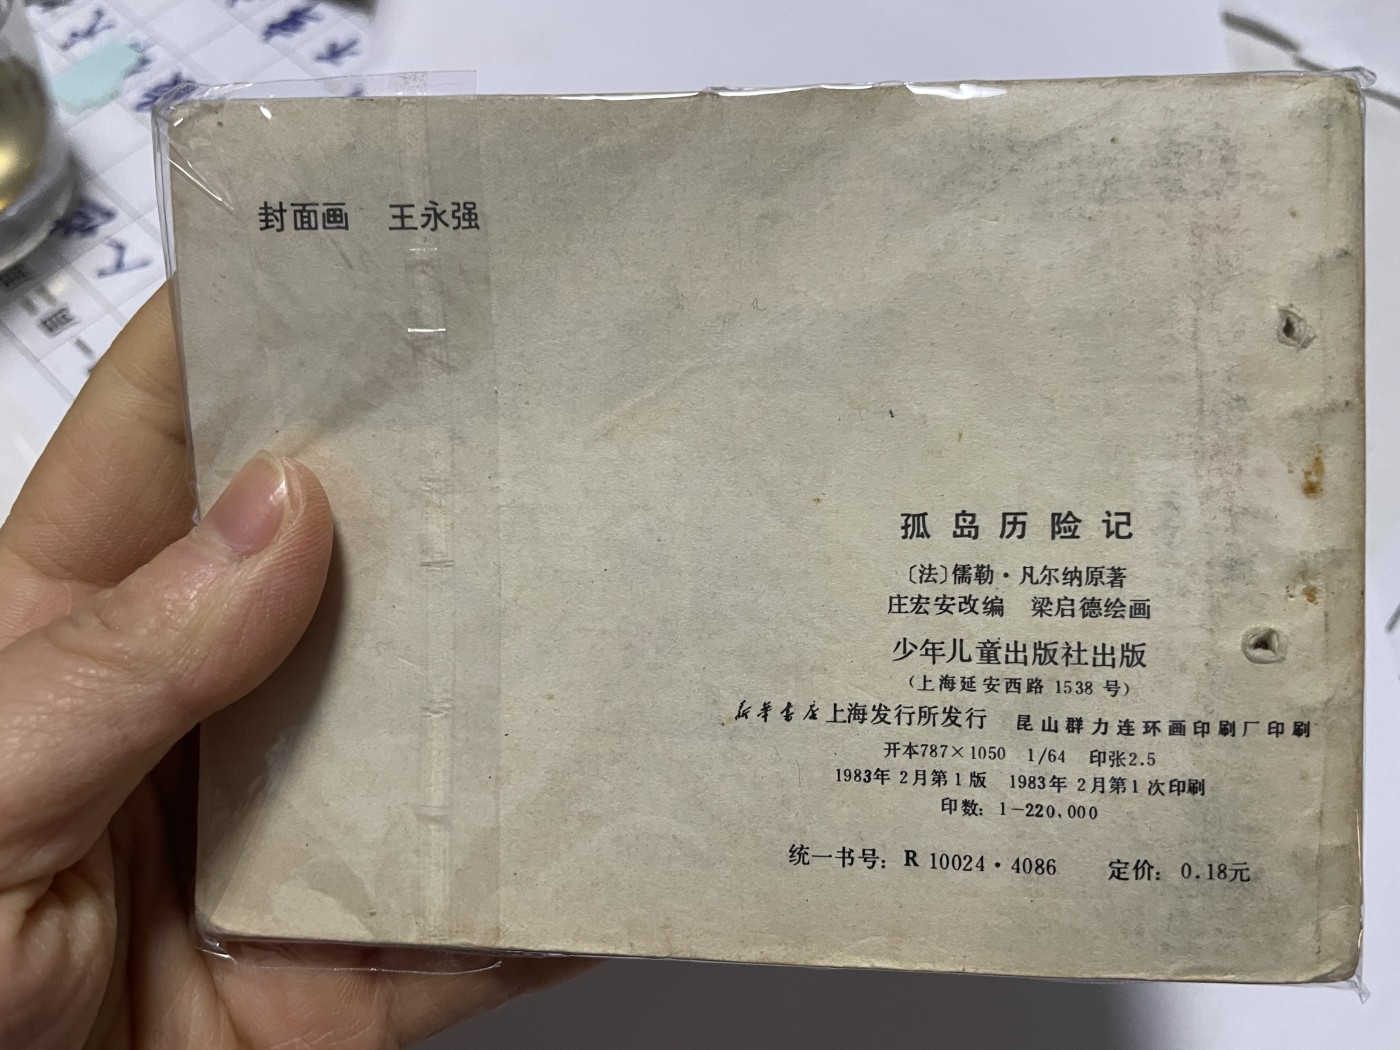 封面画 王永强
孤岛历险记
〔法〕儒勒·凡尔纳原著
庄宏安改编 梁启德绘画
少年儿童出版社出版
（上海延安西路 1538 号）
新华书店上海发行所发行 昆山群力连环画印刷厂印刷
开本787×1050 1/64 印张2.5
1983年 2月第1版 1983年 2月第1次印刷
印数：1—220,000
统一书号：R 10024·4086 定价：0.18元